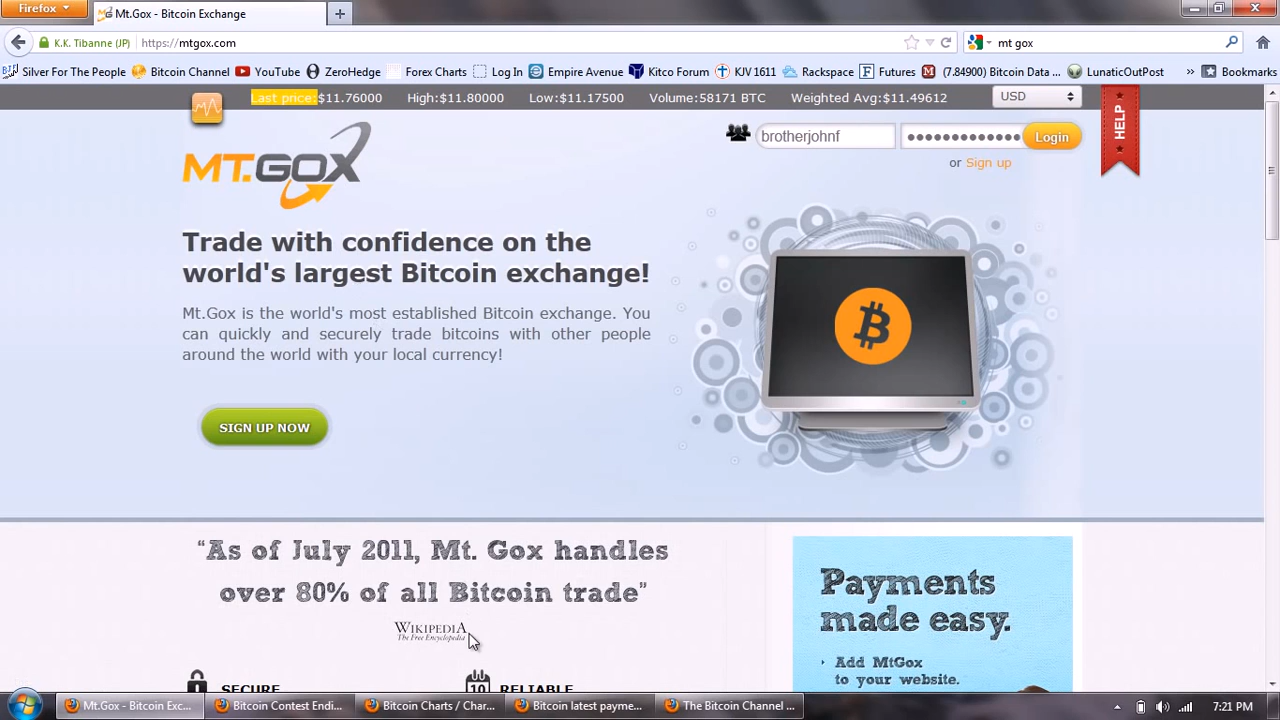 Firefox
Mt.Gox - Bitcoin Exchange
K.K. Tibanne (JP)
https://mtgox.com
mt gox
Silver For The People
Bitcoin Channel
YouTube
ZeroHedge
Forex Charts
Log In
Empire Avenue
Kitco Forum
KJV 1611
Rackspace
Futures
(7.84900) Bitcoin Data ...
LunaticOutPost
»
Bookmarks
Last price:$11.76000
High:$11.80000
Low:$11.17500
Volume:58171 BTC
Weighted Avg:$11.49612
USD
HELP
MT.GOX
brotherjohnf
Login
or Sign up
Trade with confidence on the
world's largest Bitcoin exchange!
Mt.Gox is the world's most established Bitcoin exchange. You
can quickly and securely trade bitcoins with other people
around the world with your local currency!
SIGN UP NOW
“As of July 2011, Mt. Gox handles
over 80% of all Bitcoin trade”
WIKIPEDIA
The Free Encyclopedia
SECURE
10
RELIABLE
Payments
made easy.
Add MtGox
to your website.
Mt.Gox - Bitcoin Exc...
Bitcoin Contest Endi...
Bitcoin Charts / Char...
Bitcoin latest payme...
The Bitcoin Channel ...
7:21 PM